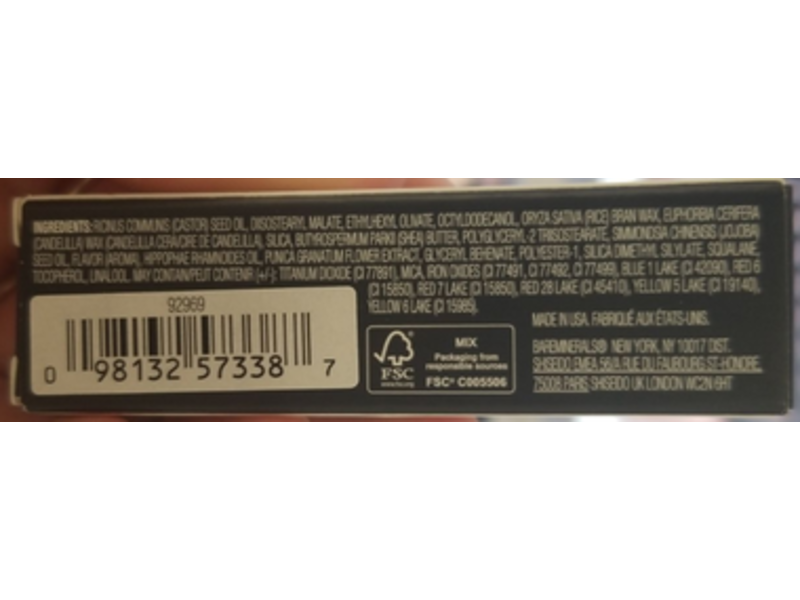 INGREDIENTS: RICINUS COMMUNIS (CASTOR) SEED OIL, DIISOSTEARYL MALATE, ETHYLHEXYL OLIVATE, OCTYLDODECANOL, ORYZA SATIVA (RICE) BRAN WAX, EUPHORBIA CERIFERA
(CANDELILLA) WAX (CANDELILLA CERA/CIRE DE CANDELILLA), SILICA, BUTYROSPERMUM PARKII (SHEA) BUTTER, POLYGLYCERYL-2 TRIISOSTEARATE, SIMMONDSIA CHINENSIS (JOJOBA)
SEED OIL, FLAVOR (AROMA), HIPPOPHAE RHAMNOIDES OIL, PUNICA GRANATUM FLOWER EXTRACT, GLYCERYL BEHENATE, POLYESTER-1, SILICA DIMETHYL SILYLATE, SQUALANE,
TOCOPHEROL, LINALOOL. MAY CONTAIN/PEUT CONTENIR (+/-): TITANIUM DIOXIDE (CI 77891), MICA, IRON OXIDES (CI 77491, CI 77492, CI 77499), BLUE 1 LAKE (CI 42090), RED 6
(CI 15850), RED 7 LAKE (CI 15850), RED 28 LAKE (CI 45410), YELLOW 5 LAKE (CI 19140),
YELLOW 6 LAKE (CI 15985).
92969
0 98132 57338 7
FSC
www.fsc.org
MIX
Packaging from
responsible sources
FSC® C005506
MADE IN USA. FABRIQUÉ AUX ÉTATS-UNIS.
BAREMINERALS® NEW YORK, NY 10017 DIST.
SHISEIDO EMEA 56/A RUE DU FAUBOURG ST-HONORE,
75008 PARIS SHISEIDO UK LONDON WC2N 6HT